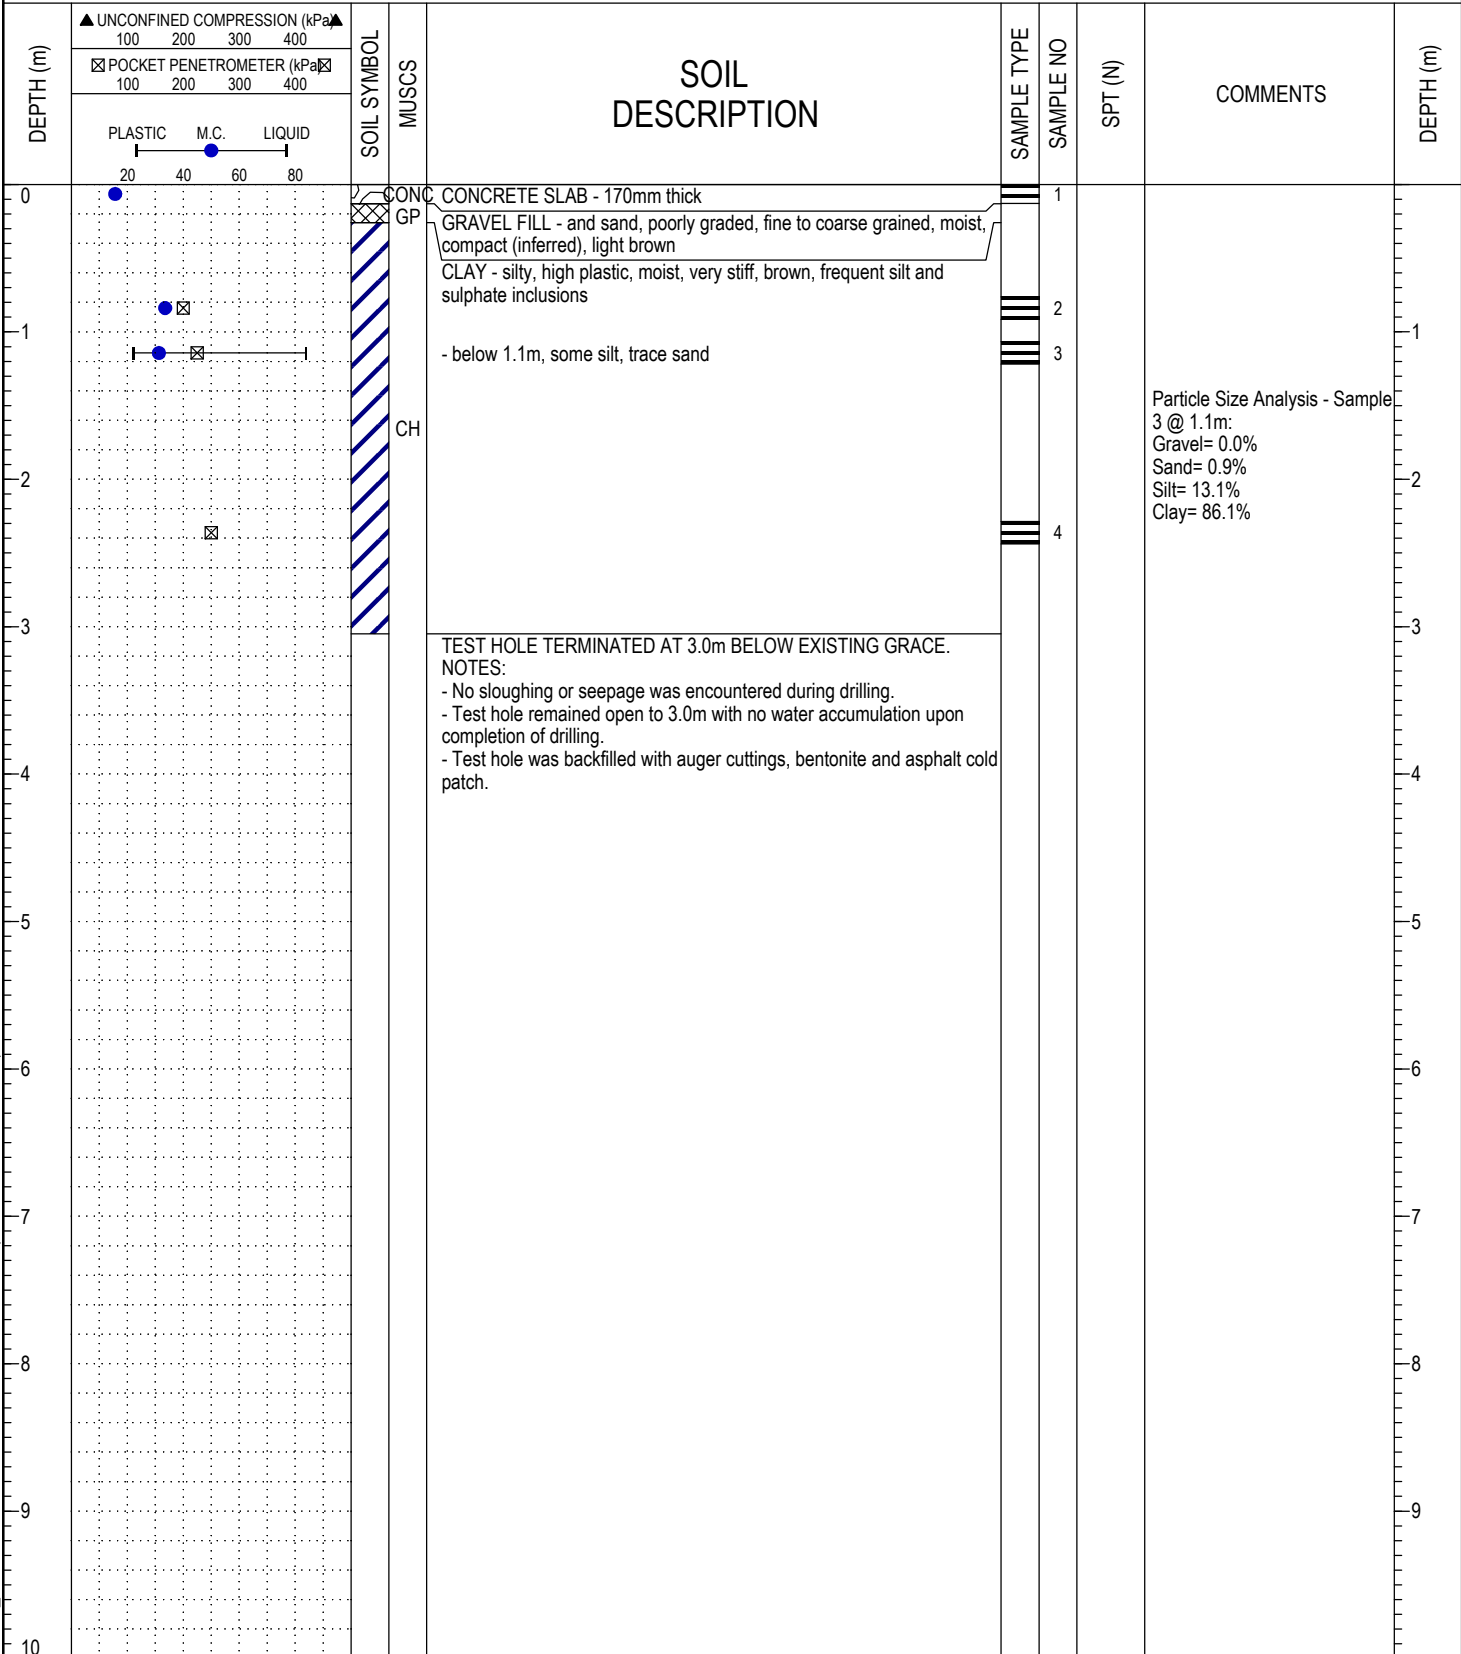 DEPTH (m)
UNCONFINED COMPRESSION (kPa)
100 200 300 400
POCKET PENETROMETER (kPa)
100 200 300 400
PLASTIC M.C. LIQUID
20 40 60 80
SOIL SYMBOL
MUSCS
SOIL
DESCRIPTION
SAMPLE TYPE
SAMPLE NO
SPT (N)
COMMENTS
DEPTH (m)
0
CONC
CONCRETE SLAB - 170mm thick
1
GP
GRAVEL FILL - and sand, poorly graded, fine to coarse grained, moist,
compact (inferred), light brown
CLAY - silty, high plastic, moist, very stiff, brown, frequent silt and
sulphate inclusions
2
1
1
- below 1.1m, some silt, trace sand
3
CH
Particle Size Analysis - Sample
3 @ 1.1m:
Gravel= 0.0%
Sand= 0.9%
Silt= 13.1%
Clay= 86.1%
2
2
4
3
3
TEST HOLE TERMINATED AT 3.0m BELOW EXISTING GRACE.
NOTES:
- No sloughing or seepage was encountered during drilling.
- Test hole remained open to 3.0m with no water accumulation upon
completion of drilling.
- Test hole was backfilled with auger cuttings, bentonite and asphalt cold
patch.
4
4
5
5
6
6
7
7
8
8
9
9
10